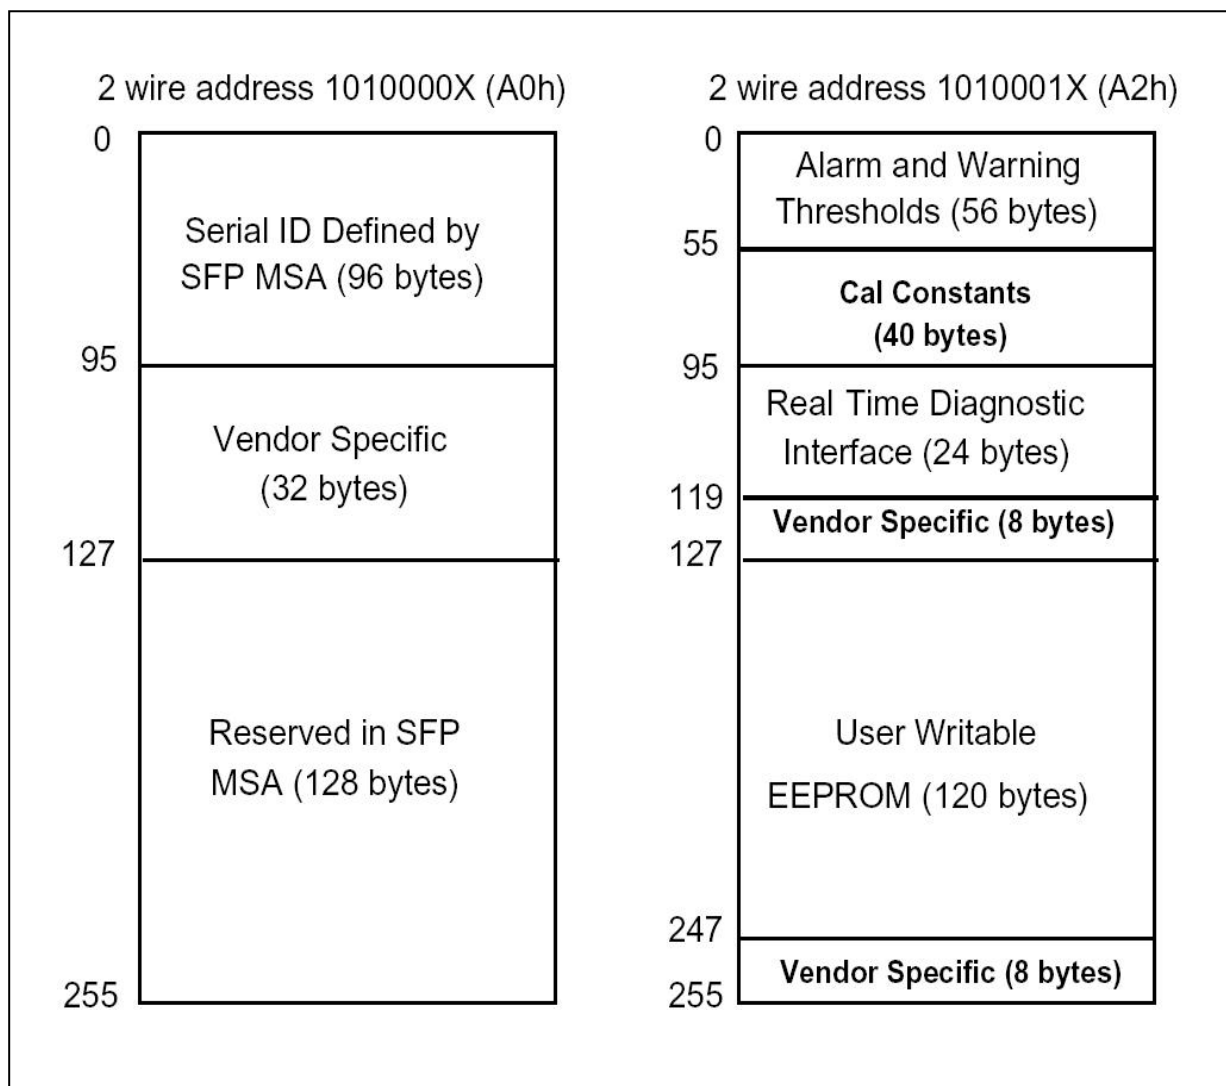 2 wire address 1010000X (A0h)
0
Serial ID Defined by
SFP MSA (96 bytes)
95
Vendor Specific
(32 bytes)
127
Reserved in SFP
MSA (128 bytes)
255
2 wire address 1010001X (A2h)
0
Alarm and Warning
Thresholds (56 bytes)
55
Cal Constants
(40 bytes)
95
Real Time Diagnostic
Interface (24 bytes)
119
Vendor Specific (8 bytes)
127
User Writable
EEPROM (120 bytes)
247
Vendor Specific (8 bytes)
255